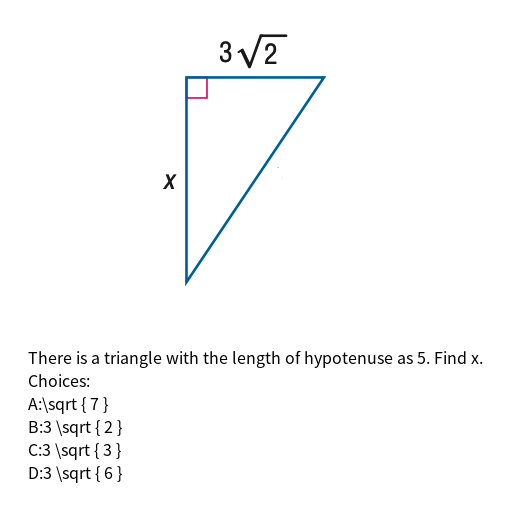 3√2
x
There is a triangle with the length of hypotenuse as 5. Find x.
Choices:
A:\sqrt { 7 }
B:3 \sqrt { 2 }
C:3 \sqrt { 3 }
D:3 \sqrt { 6 }